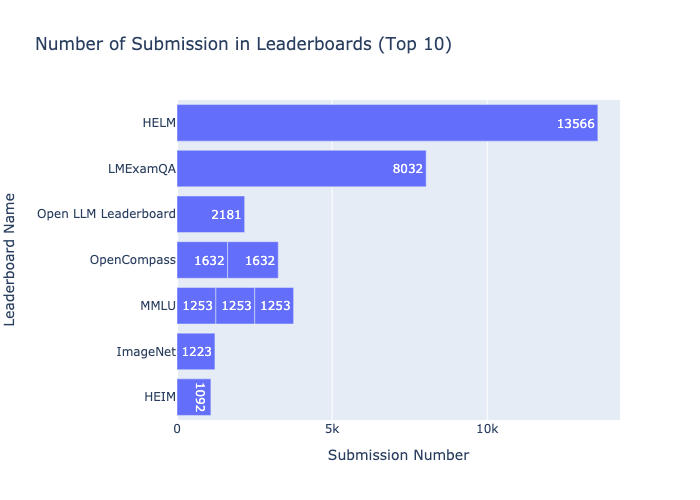 Number of Submission in Leaderboards (Top 10)
Leaderboard Name
HELM 13566
LMExamQA 8032
Open LLM Leaderboard 2181
OpenCompass 1632 1632
MMLU 1253 1253 1253
ImageNet 1223
HEIM 1092
0 5k 10k
Submission Number